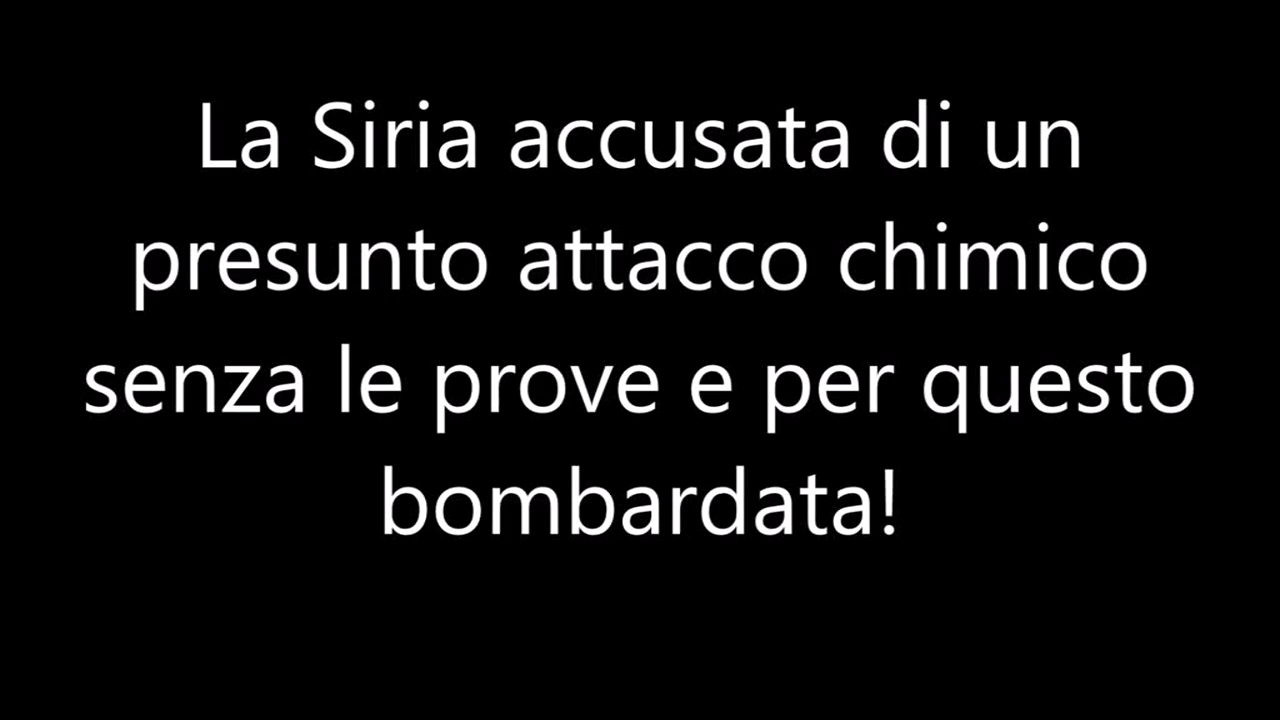 La Siria accusata di un
presunto attacco chimico
senza le prove e per questo
bombardata!